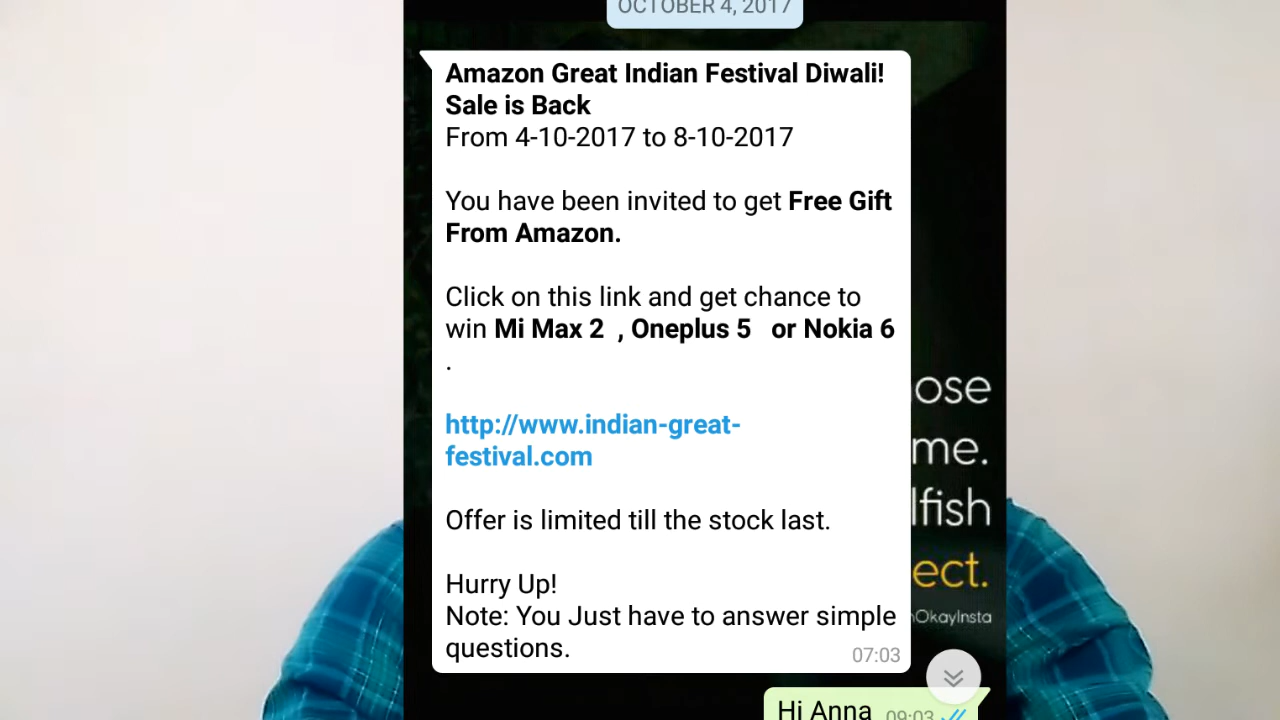 OCTOBER 4, 2017
Amazon Great Indian Festival Diwali!
Sale is Back
From 4-10-2017 to 8-10-2017
You have been invited to get Free Gift
From Amazon.
Click on this link and get chance to
win Mi Max 2 , Oneplus 5 or Nokia 6
.
http://www.indian-great-
festival.com
Offer is limited till the stock last.
Hurry Up!
Note: You Just have to answer simple
questions.
07:03
ose
me.
lfish
ect.
OkayInsta
Hi Anna 09:03